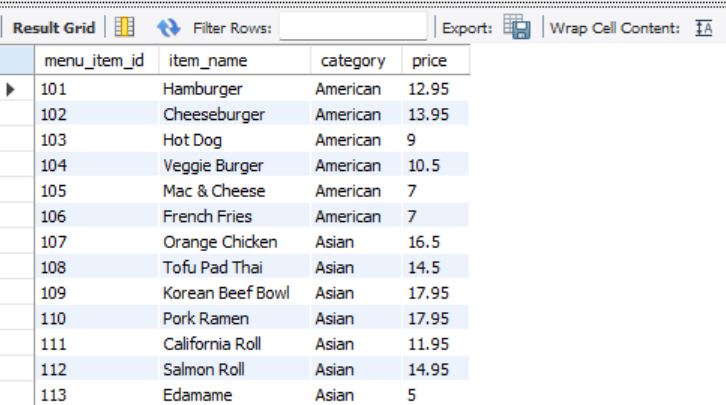 Result Grid Filter Rows: Export: Wrap Cell Content:
menu_item_id item_name category price
101 Hamburger American 12.95
102 Cheeseburger American 13.95
103 Hot Dog American 9
104 Veggie Burger American 10.5
105 Mac & Cheese American 7
106 French Fries American 7
107 Orange Chicken Asian 16.5
108 Tofu Pad Thai Asian 14.5
109 Korean Beef Bowl Asian 17.95
110 Pork Ramen Asian 17.95
111 California Roll Asian 11.95
112 Salmon Roll Asian 14.95
113 Edamame Asian 5